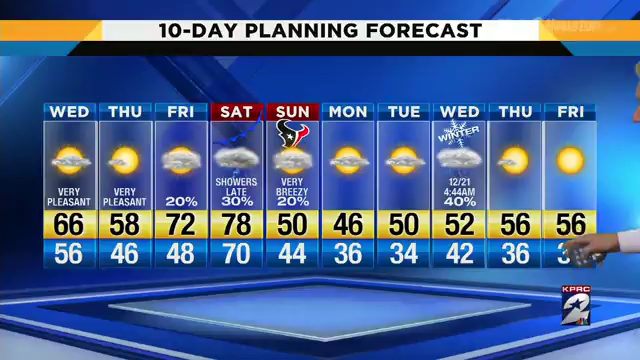 10-DAY PLANNING FORECAST
WED THU FRI SAT SUN MON TUE WED THU FRI
WINTER
VERY PLEASANT VERY PLEASANT 20% SHOWERS LATE 30% VERY BREEZY 20% 12/21 4:44AM 40%
66 58 72 78 50 46 50 52 56 56
56 46 48 70 44 36 34 42 36
KPRC
2